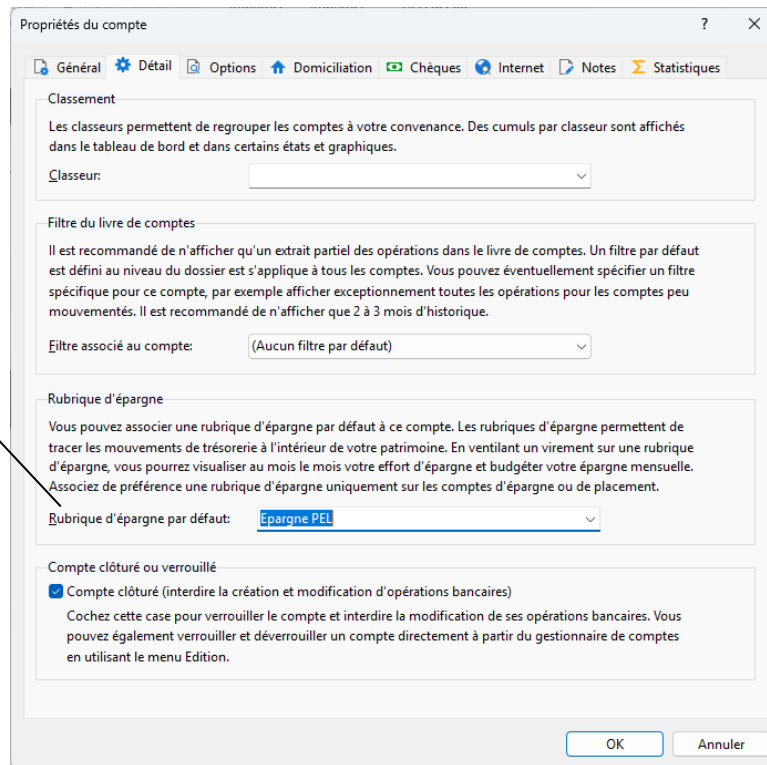 Propriétés du compte
?
Général Détail Options Domiciliation Chèques Internet Notes Statistiques
Classement
Les classeurs permettent de regrouper les comptes à votre convenance. Des cumuls par classeur sont affichés
dans le tableau de bord et dans certains états et graphiques.
Classeur:
Filtre du livre de comptes
Il est recommandé de n'afficher qu'un extrait partiel des opérations dans le livre de comptes. Un filtre par défaut
est défini au niveau du dossier est s'applique à tous les comptes. Vous pouvez éventuellement spécifier un filtre
spécifique pour ce compte, par exemple afficher exceptionnement toutes les opérations pour les comptes peu
mouvementés. Il est recommandé de n'afficher que 2 à 3 mois d'historique.
Filtre associé au compte: (Aucun filtre par défaut)
Rubrique d'épargne
Vous pouvez associer une rubrique d'épargne par défaut à ce compte. Les rubriques d'épargne permettent de
tracer les mouvements de trésorerie à l'intérieur de votre patrimoine. En ventilant un virement sur une rubrique
d'épargne, vous pourrez visualiser au mois le mois votre effort d'épargne et budgéter votre épargne mensuelle.
Associez de préférence une rubrique d'épargne uniquement sur les comptes d'épargne ou de placement.
Rubrique d'épargne par défaut: Epargne PEL
Compte clôturé ou verrouillé
Compte clôturé (interdire la création et modification d'opérations bancaires)
Cochez cette case pour verrouiller le compte et interdire la modification de ses opérations bancaires. Vous
pouvez également verrouiller et déverrouiller un compte directement à partir du gestionnaire de comptes
en utilisant le menu Edition.
OK Annuler